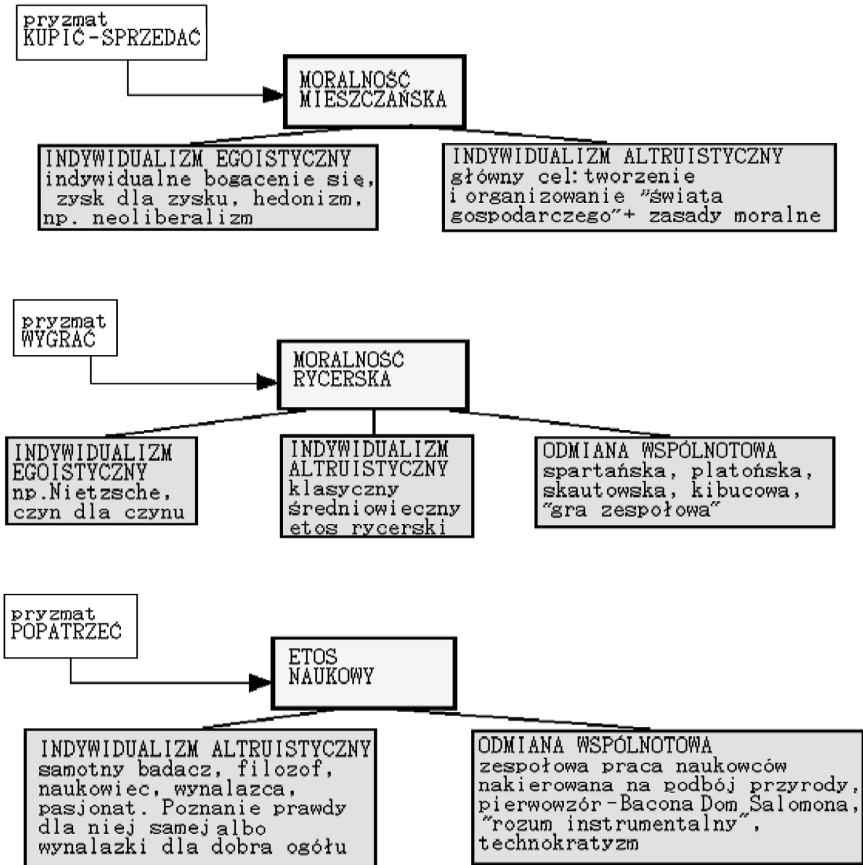 pryzmat
KUPIĆ-SPRZEDAĆ
MORALNOŚĆ
MIESZCZAŃSKA
INDYWIDUALIZM EGOISTYCZNY
indywidualne bogacenie się,
zysk dla zysku, hedonizm,
np. neoliberalizm
INDYWIDUALIZM ALTRUISTYCZNY
główny cel: tworzenie
i organizowanie "świata
gospodarczego"+ zasady moralne
pryzmat
WYGRAĆ
MORALNOŚĆ
RYCERSKA
INDYWIDUALIZM
EGOISTYCZNY
np.Nietzsche,
czyn dla czynu
INDYWIDUALIZM
ALTRUISTYCZNY
klasyczny
średniowieczny
etos rycerski
ODMIANA WSPÓLNOTOWA
spartańska, platońska,
skautowska, kibucowa,
"gra zespołowa"
pryzmat
POPATRZEĆ
ETOS
NAUKOWY
INDYWIDUALIZM ALTRUISTYCZNY
samotny badacz, filozof,
naukowiec, wynalazca,
pasjonat. Poznanie prawdy
dla niej samej albo
wynalazki dla dobra ogółu
ODMIANA WSPÓLNOTOWA
zespołowa praca naukowców
nakierowana na podbój przyrody,
pierwowzór-Bacona Dom Salomona,
"rozum instrumentalny",
technokratyzm